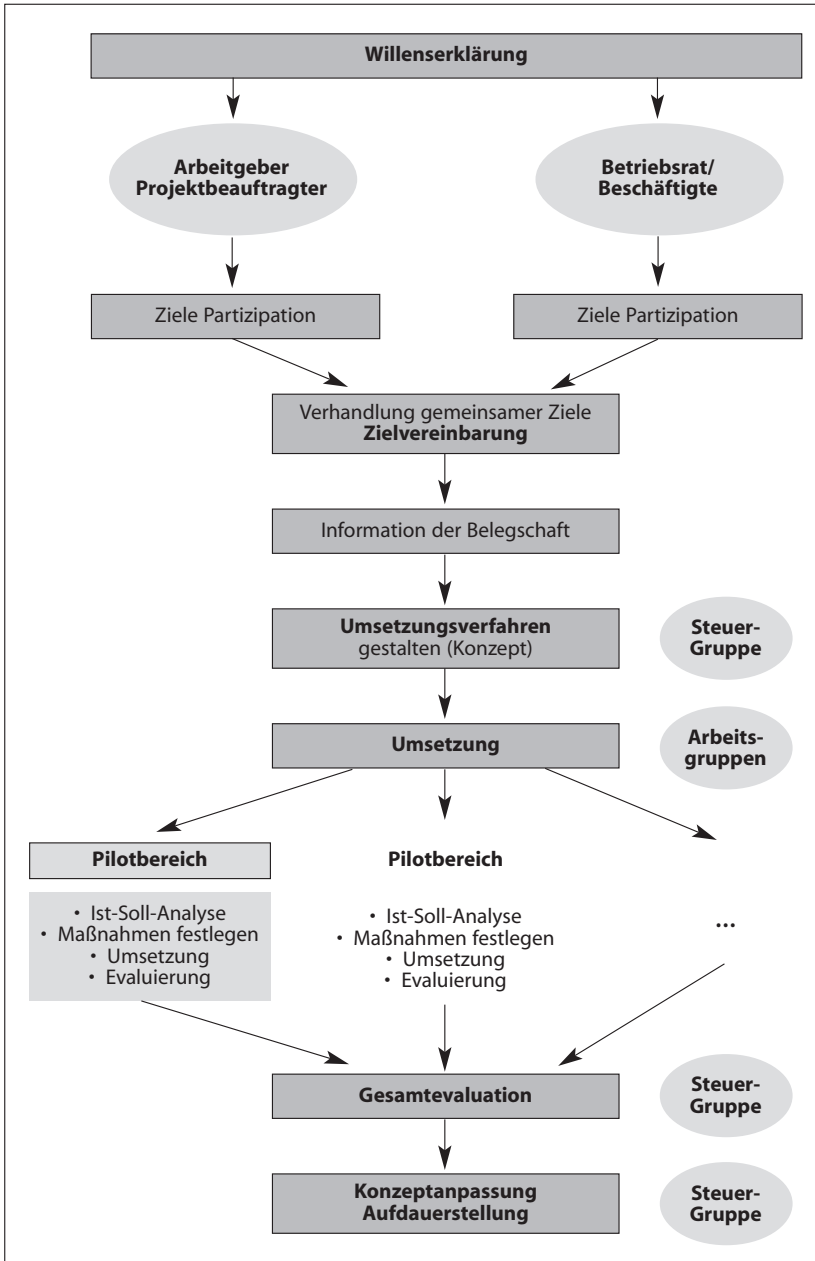 Willenserklärung
Arbeitgeber
Projektbeauftragter
Betriebsrat/
Beschäftigte
Ziele Partizipation
Ziele Partizipation
Verhandlung gemeinsamer Ziele
Zielvereinbarung
Information der Belegschaft
Umsetzungsverfahren
gestalten (Konzept)
Steuer-
Gruppe
Umsetzung
Arbeits-
gruppen
Pilotbereich
• Ist-Soll-Analyse
• Maßnahmen festlegen
• Umsetzung
• Evaluierung
Pilotbereich
• Ist-Soll-Analyse
• Maßnahmen festlegen
• Umsetzung
• Evaluierung
...
Gesamtevaluation
Steuer-
Gruppe
Konzeptanpassung
Aufdauerstellung
Steuer-
Gruppe